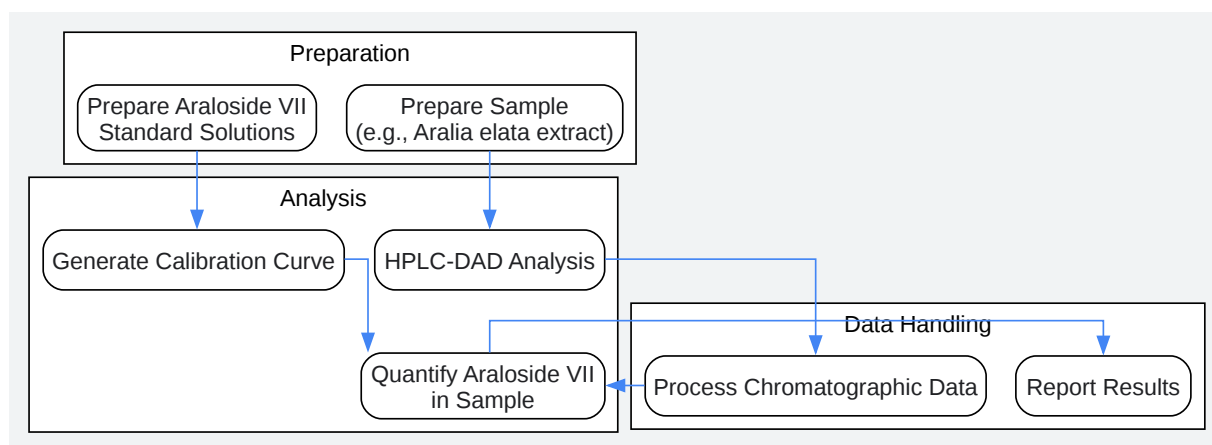 Preparation
Prepare Araloside VII
Standard Solutions
Prepare Sample
(e.g., Aralia elata extract)
Analysis
Generate Calibration Curve
HPLC-DAD Analysis
Quantify Araloside VII
in Sample
Data Handling
Process Chromatographic Data
Report Results